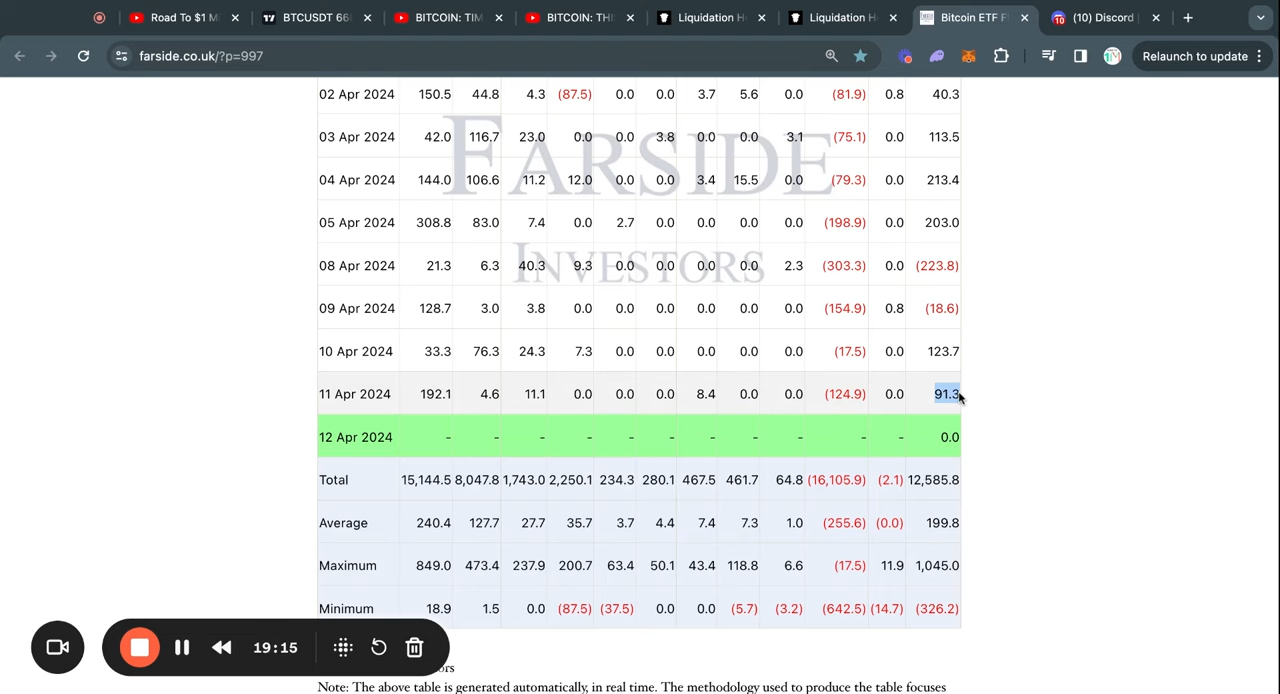 Road To $1 M
BTCUSDT 66
BITCOIN: TIM
BITCOIN: TH
Liquidation H
Liquidation H
Bitcoin ETF F
(10) Discord
farside.co.uk/?p=997
Relaunch to update
02 Apr 2024 150.5 44.8 4.3 (87.5) 0.0 0.0 3.7 5.6 0.0 (81.9) 0.8 40.3
03 Apr 2024 42.0 116.7 23.0 0.0 0.0 3.8 0.0 0.0 3.1 (75.1) 0.0 113.5
FARSIDE
04 Apr 2024 144.0 106.6 11.2 12.0 0.0 0.0 3.4 15.5 0.0 (79.3) 0.0 213.4
05 Apr 2024 308.8 83.0 7.4 0.0 2.7 0.0 0.0 0.0 0.0 (198.9) 0.0 203.0
INVESTORS
08 Apr 2024 21.3 6.3 40.3 9.3 0.0 0.0 0.0 0.0 2.3 (303.3) 0.0 (223.8)
09 Apr 2024 128.7 3.0 3.8 0.0 0.0 0.0 0.0 0.0 0.0 (154.9) 0.8 (18.6)
10 Apr 2024 33.3 76.3 24.3 7.3 0.0 0.0 0.0 0.0 0.0 (17.5) 0.0 123.7
11 Apr 2024 192.1 4.6 11.1 0.0 0.0 0.0 8.4 0.0 0.0 (124.9) 0.0 91.3
12 Apr 2024 - - - - - - - - - - - 0.0
Total 15,144.5 8,047.8 1,743.0 2,250.1 234.3 280.1 467.5 461.7 64.8 (16,105.9) (2.1) 12,585.8
Average 240.4 127.7 27.7 35.7 3.7 4.4 7.4 7.3 1.0 (255.6) (0.0) 199.8
Maximum 849.0 473.4 237.9 200.7 63.4 50.1 43.4 118.8 6.6 (17.5) 11.9 1,045.0
Minimum 18.9 1.5 0.0 (87.5) (37.5) 0.0 0.0 (5.7) (3.2) (642.5) (14.7) (326.2)
19:15
ors
Note: The above table is generated automatically, in real time. The methodology used to produce the table focuses